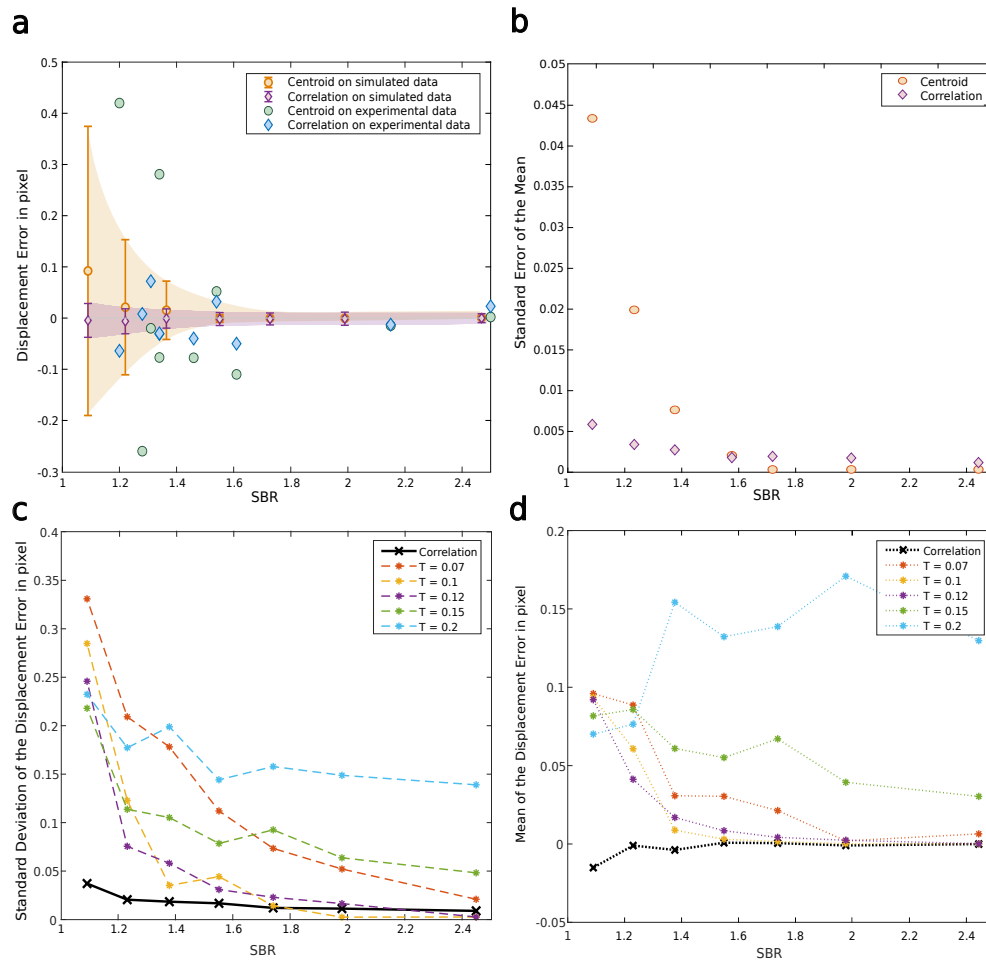 a
Displacement Error in pixel
0.5
0.4
0.3
0.2
0.1
0
-0.1
-0.2
-0.3
1
1.2
1.4
1.6
1.8
2
2.2
2.4
SBR
Centroid on simulated data
Correlation on simulated data
Centroid on experimental data
Correlation on experimental data
b
Standard Error of the Mean
0.05
0.045
0.04
0.035
0.03
0.025
0.02
0.015
0.01
0.005
0
1
1.2
1.4
1.6
1.8
2
2.2
2.4
SBR
Centroid
Correlation
c
Standard Deviation of the Displacement Error in pixel
0.4
0.35
0.3
0.25
0.2
0.15
0.1
0.05
0
1
1.2
1.4
1.6
1.8
2
2.2
2.4
SBR
Correlation
T = 0.07
T = 0.1
T = 0.12
T = 0.15
T = 0.2
d
Mean of the Displacement Error in pixel
0.2
0.15
0.1
0.05
0
-0.05
1
1.2
1.4
1.6
1.8
2
2.2
2.4
SBR
Correlation
T = 0.07
T = 0.1
T = 0.12
T = 0.15
T = 0.2